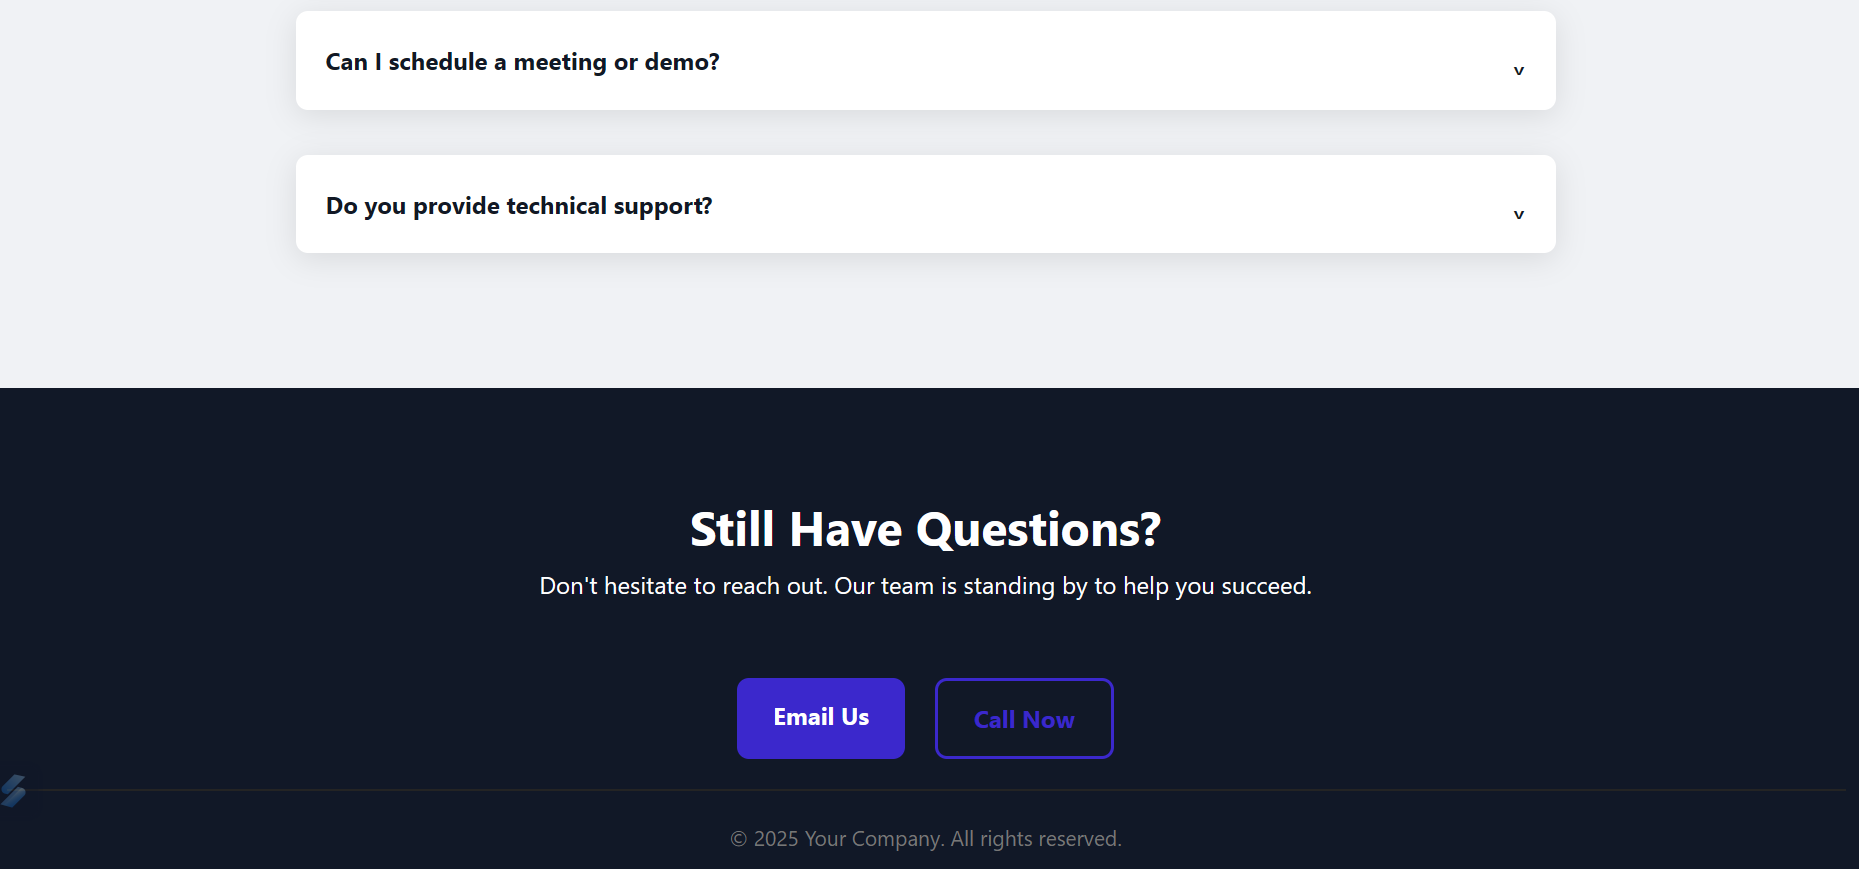 Can I schedule a meeting or demo?
v
Do you provide technical support?
v
Still Have Questions?
Don't hesitate to reach out. Our team is standing by to help you succeed.
Email Us
Call Now
© 2025 Your Company. All rights reserved.